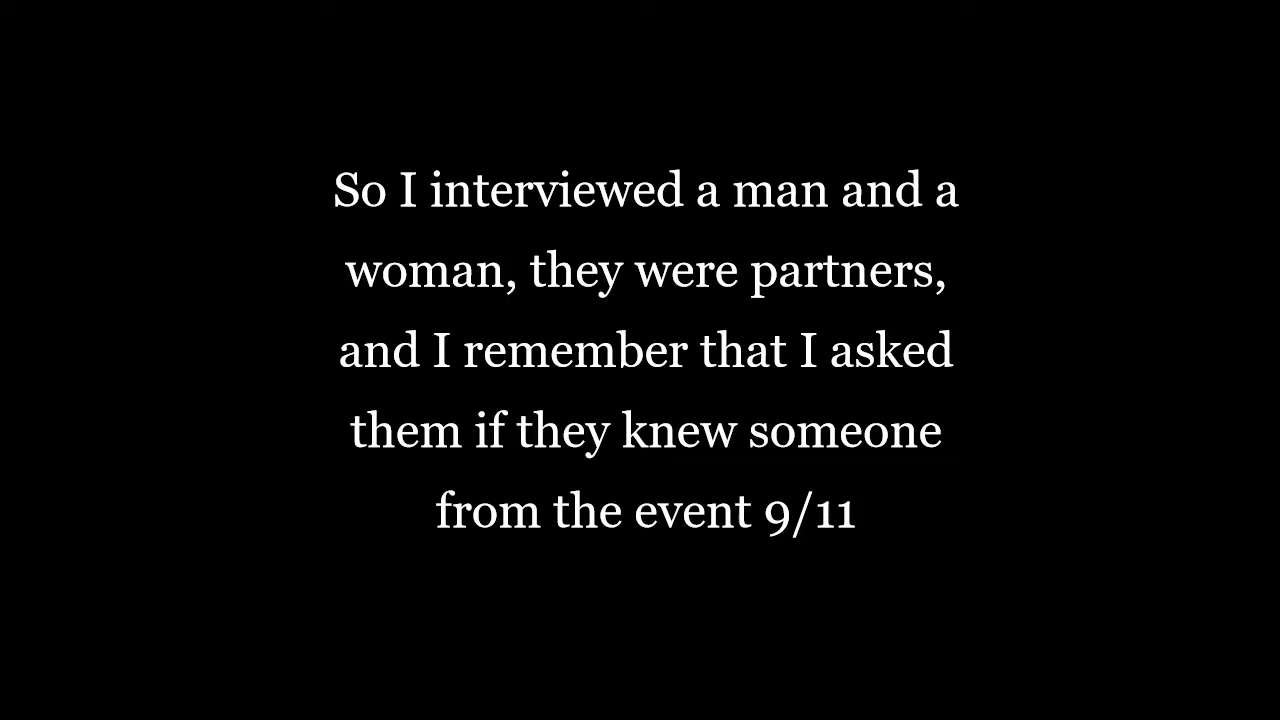 So I interviewed a man and a
woman, they were partners,
and I remember that I asked
them if they knew someone
from the event 9/11